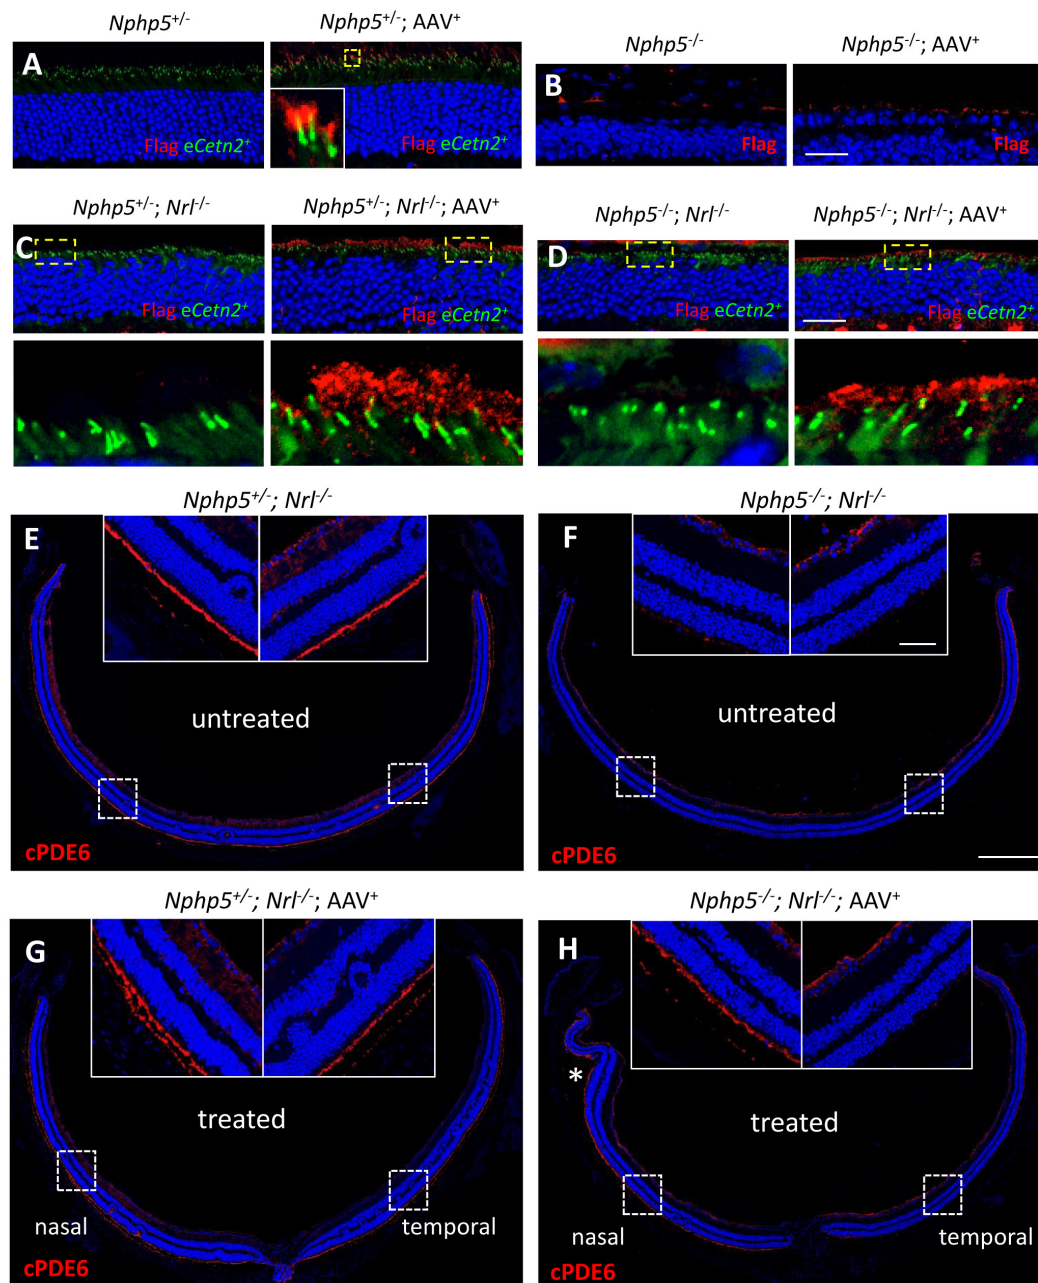 Nphp5+/-
Nphp5+/-; AAV+
Nphp5-/-
Nphp5-/-; AAV+
A
Flag eCetn2+
Flag eCetn2+
B
Flag
Flag
Nphp5+/-; Nrl-/-
Nphp5+/-; Nrl-/-; AAV+
Nphp5-/-; Nrl-/-
Nphp5-/-; Nrl-/-; AAV+
C
Flag eCetn2+
Flag eCetn2+
D
Flag eCetn2+
Flag eCetn2+
Nphp5+/-; Nrl-/-
Nphp5-/-; Nrl-/-
E
untreated
cPDE6
F
untreated
cPDE6
Nphp5+/-; Nrl-/-; AAV+
Nphp5-/-; Nrl-/-; AAV+
G
treated
nasal
temporal
cPDE6
H
*
treated
nasal
temporal
cPDE6